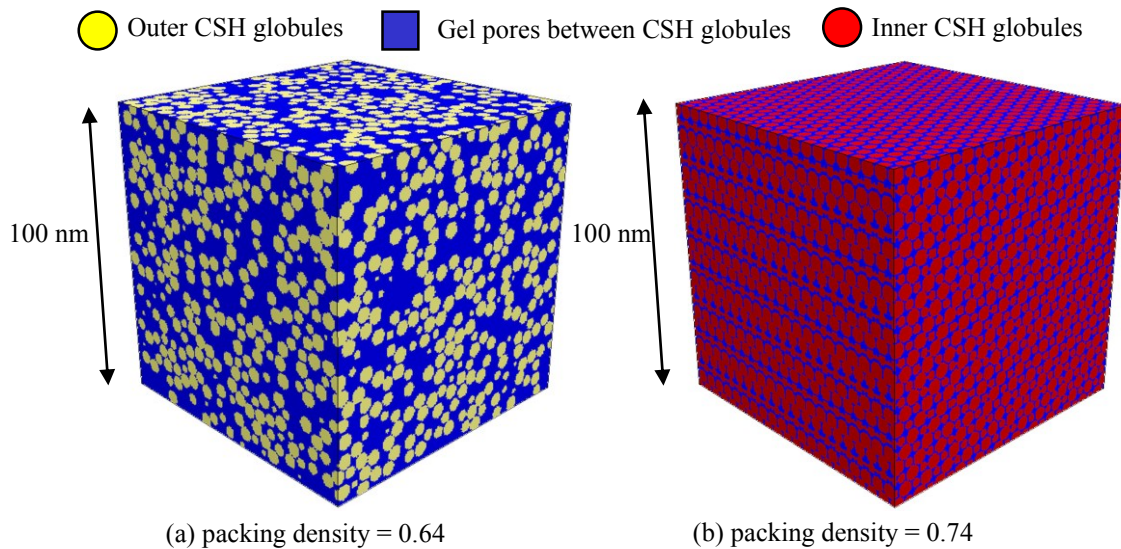 Outer CSH globules Gel pores between CSH globules Inner CSH globules
100 nm 100 nm
(a) packing density = 0.64 (b) packing density = 0.74